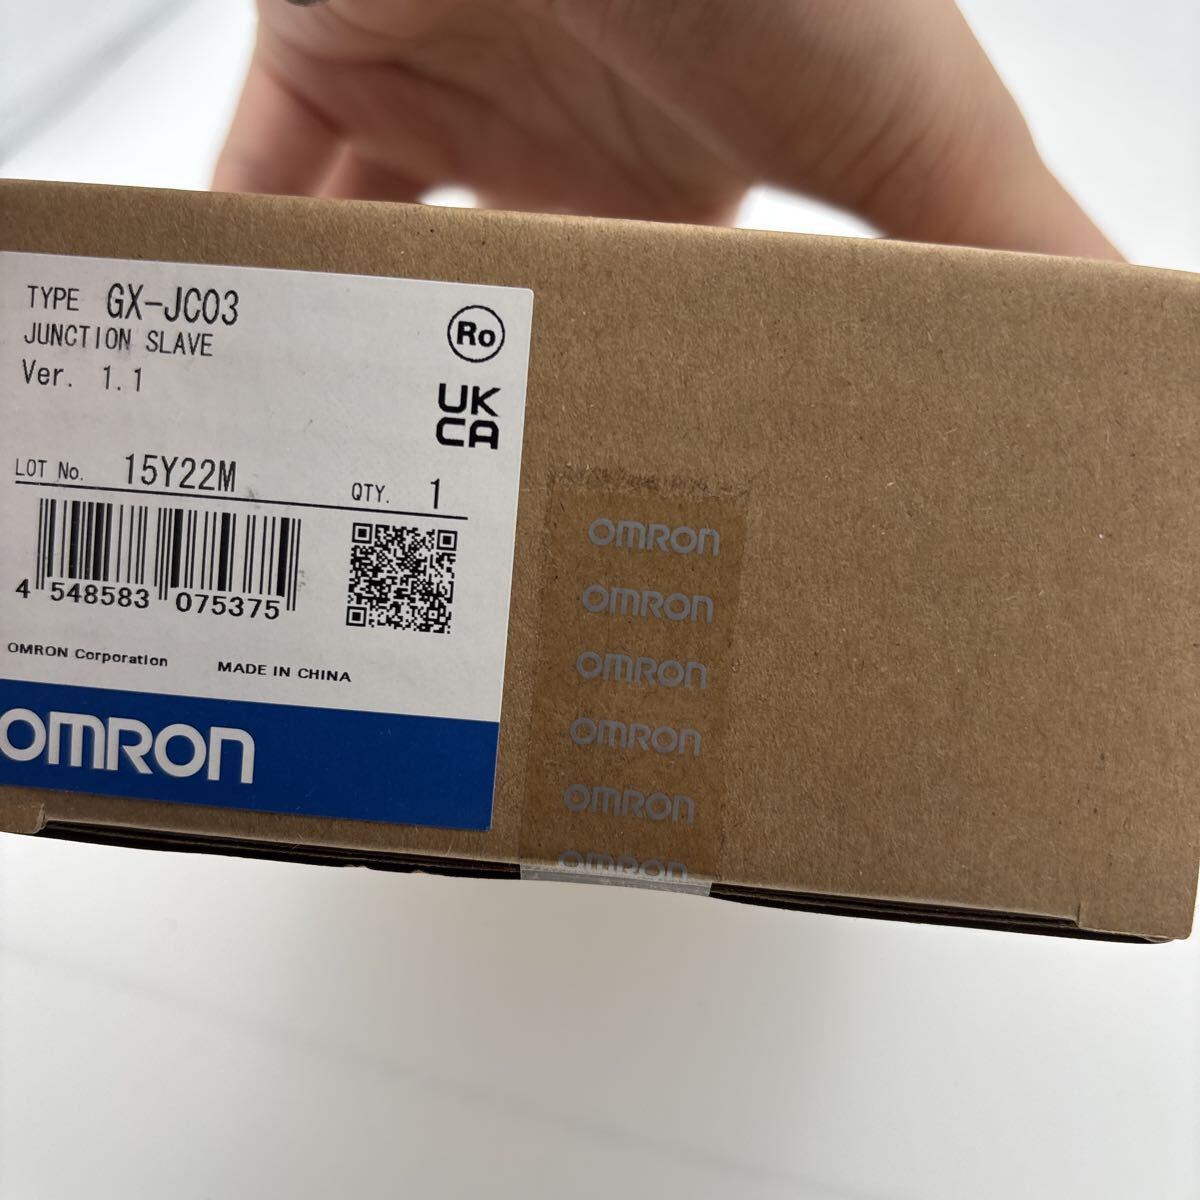 TYPE GX-JC03
JUNCTION SLAVE
Ver. 1.1
Ro
UK
CA
LOT No. 15Y22M
QTY. 1
4 548583 075375
OMRON Corporation
MADE IN CHINA
OMRON
OMRON
OMRON
OMRON
OMRON
OMRON
OMRON